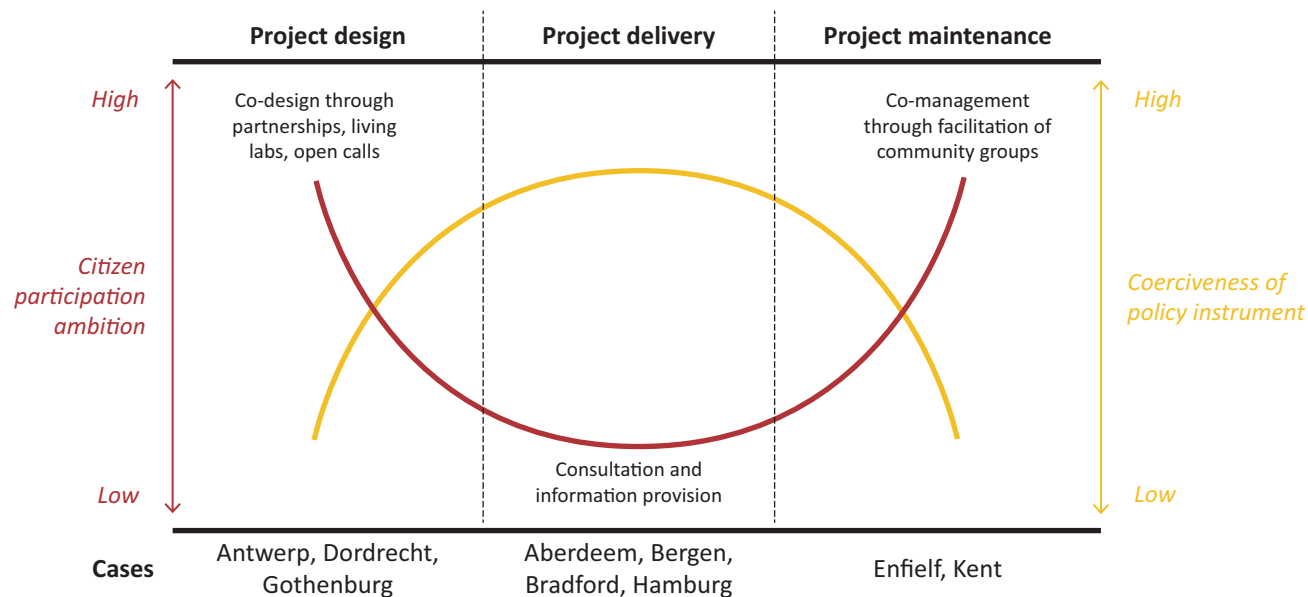 Project design
Project delivery
Project maintenance
High
Co-design through
partnerships, living
labs, open calls
Co-management
through facilitation of
community groups
High
Citizen
participation
ambition
Coerciveness of
policy instrument
Consultation and
information provision
Low
Low
Cases
Antwerp, Dordrecht,
Gothenburg
Aberdeem, Bergen,
Bradford, Hamburg
Enfielf, Kent